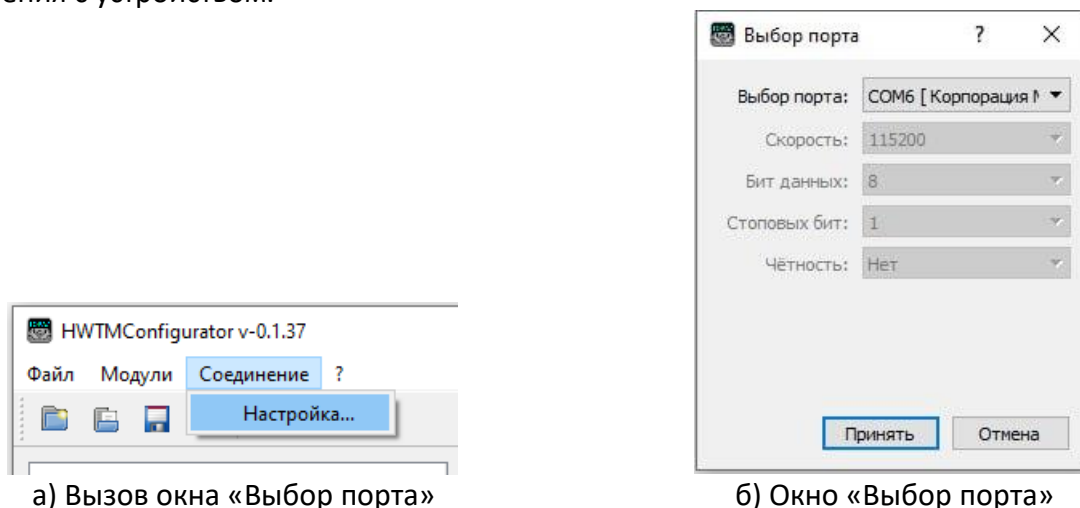 с устройством.
Выбор порта ? ×
Выбор порта: COM6 [ Корпорация
Скорость: 115200
Бит данных: 8
Стоповых бит: 1
Чётность: Нет
Принять Отмена
HWTMConfigurator v-0.1.37
Файл Модули Соединение ?
Настройка...
а) Вызов окна «Выбор порта»
б) Окно «Выбор порта»